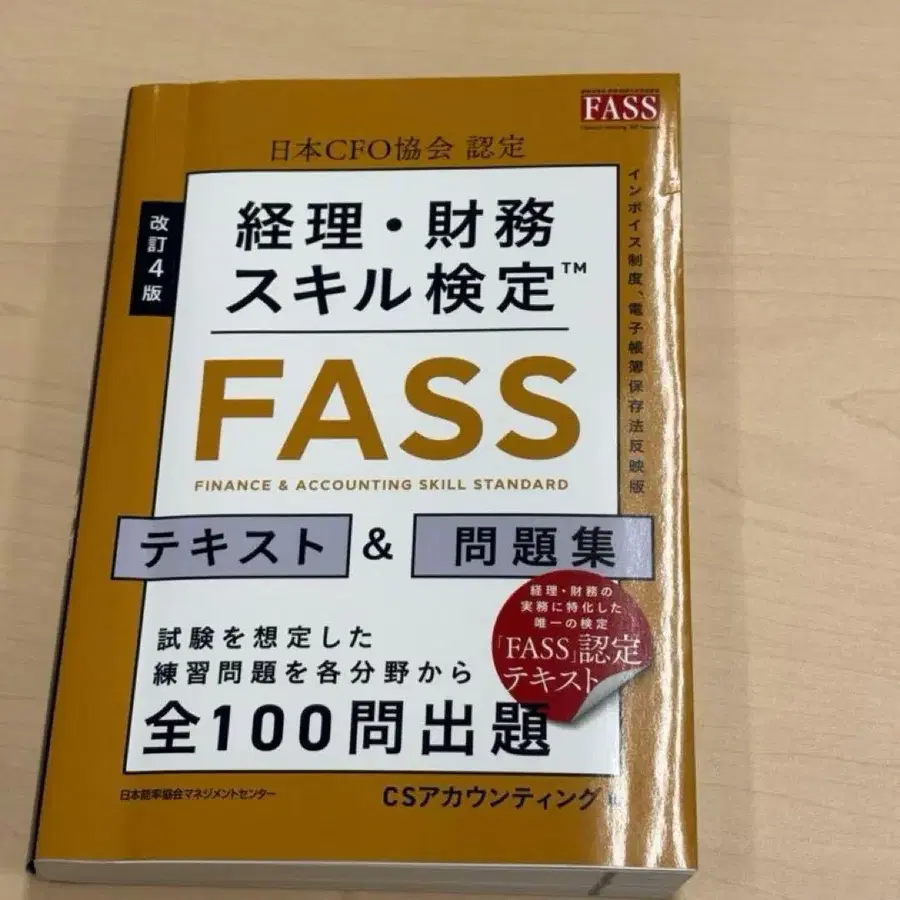 FASS
日本CFO協会 認定
改訂4版
経理・財務
スキル検定™
FASS
FINANCE & ACCOUNTING SKILL STANDARD
インボイス制度、電子帳簿保存法反映版
テキスト & 問題集
経理・財務の
実務に特化した
唯一の検定
「FASS」認定
テキスト
試験を想定した
練習問題を各分野から
全100問出題
日本能率協会マネジメントセンター
CSアカウンティング